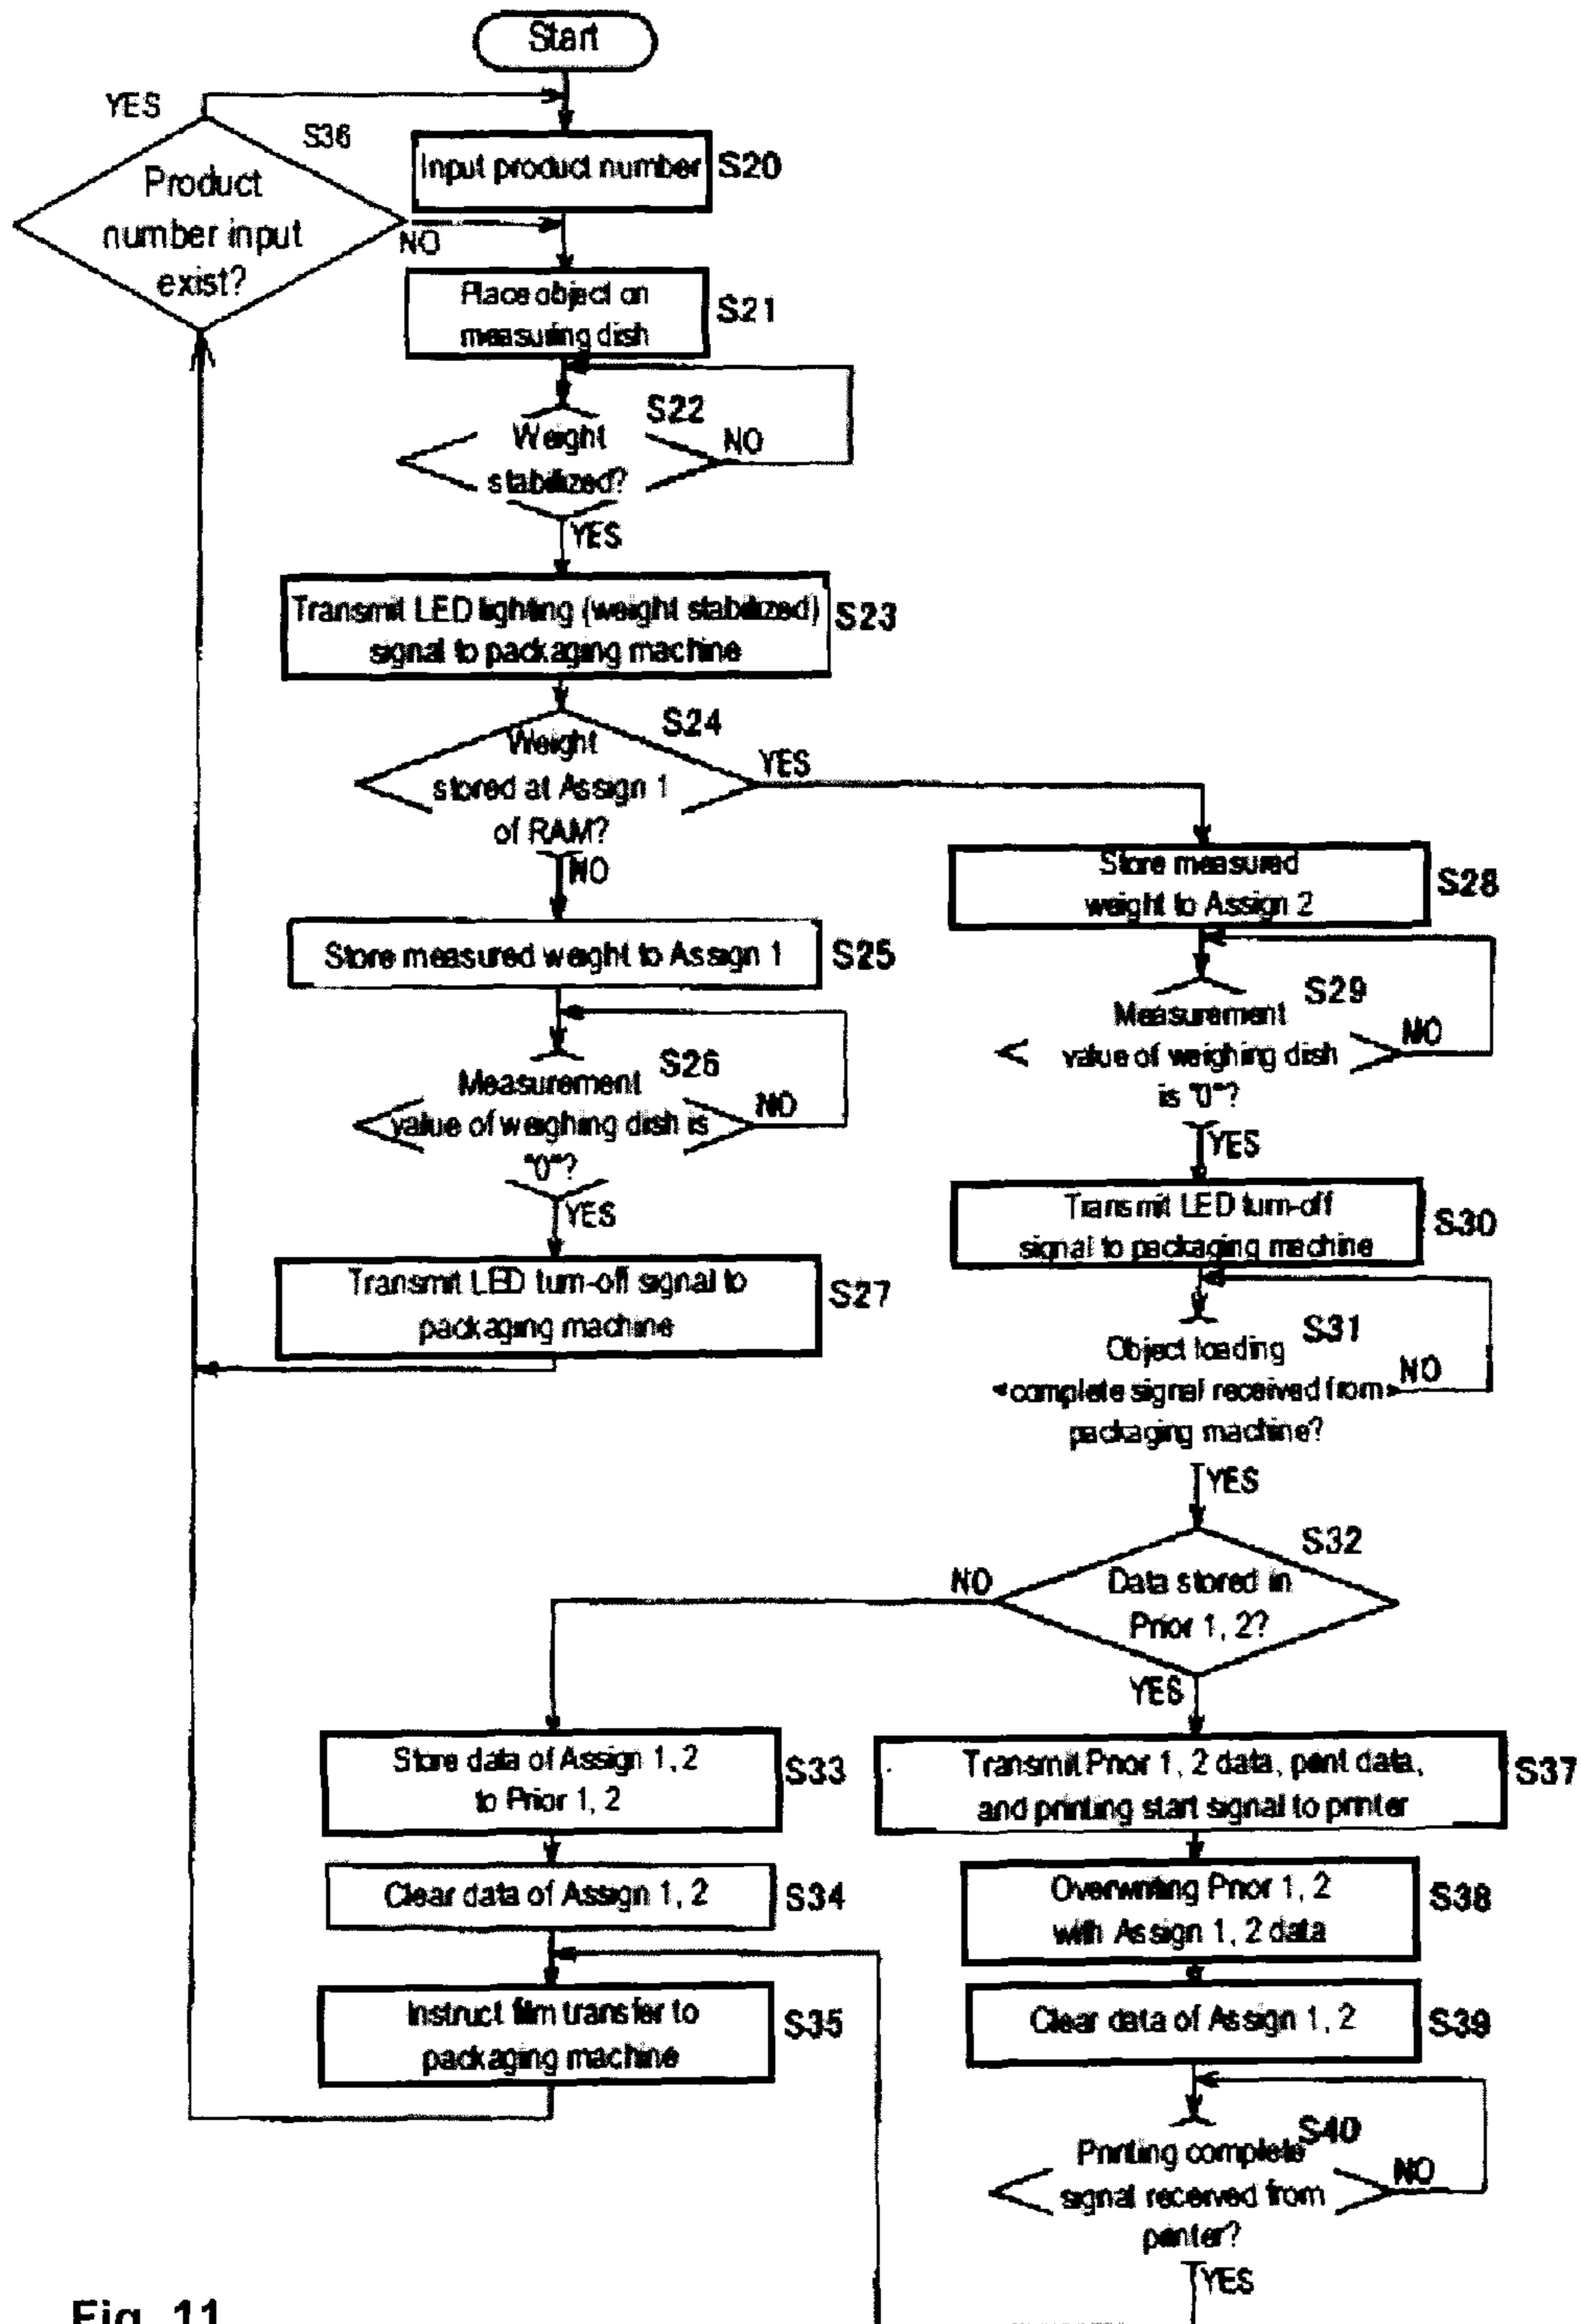 Start
YES
S36
Product
number input
exist?
NO
Input product number
S20
Place object on
measuring dish
S21
S22
Weight
stabilized?
NO
YES
Transmit LED lighting (weight stabilized)
signal to packaging machine
S23
S24
Weight
stored at Assign 1
of RAM?
YES
NO
Store measured weight to Assign 1
S25
S26
Measurement
value of weighing dish is
"0"?
NO
YES
Transmit LED turn-off signal to
packaging machine
S27
Store measured
weight to Assign 2
S28
S29
Measurement
value of weighing dish
is "0"?
NO
YES
Transmit LED turn-off
signal to packaging machine
S30
S31
Object loading
complete signal received from
packaging machine?
NO
YES
S32
Data stored in
Prior 1, 2?
NO
YES
Store data of Assign 1, 2
to Prior 1, 2
S33
Clear data of Assign 1, 2
S34
Instruct film transfer to
packaging machine
S35
Transmit Prior 1, 2 data, print data,
and printing start signal to printer
S37
Overwriting Prior 1, 2
with Assign 1, 2 data
S38
Clear data of Assign 1, 2
S39
S40
Printing complete
signal received from
printer?
NO
YES
Fig. 11